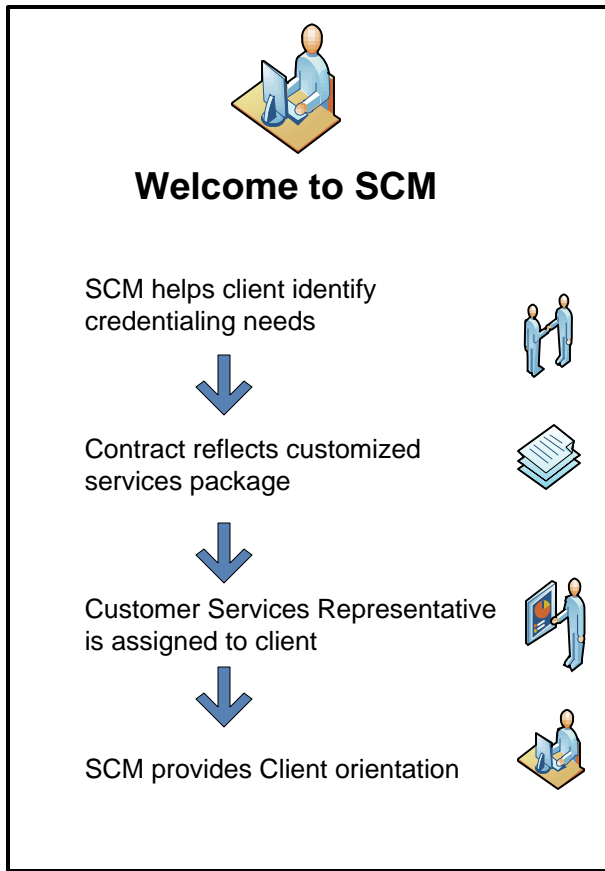 Welcome to SCM
SCM helps client identify
credentialing needs
Contract reflects customized
services package
Customer Services Representative
is assigned to client
SCM provides Client orientation